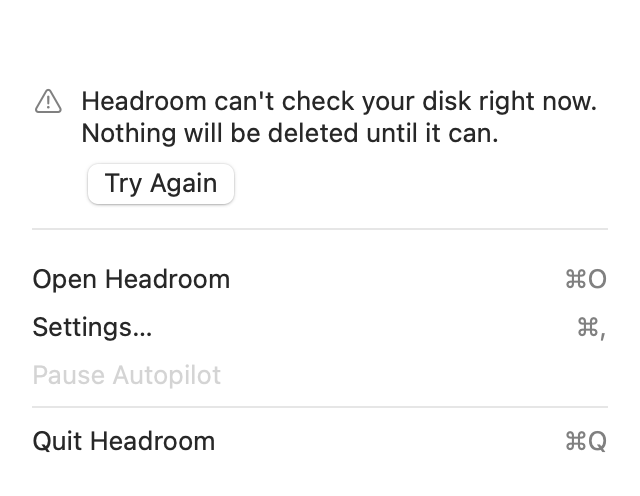 Headroom can't check your disk right now.
Nothing will be deleted until it can.
Try Again
Open Headroom ⌘O
Settings... ⌘,
Pause Autopilot
Quit Headroom ⌘Q